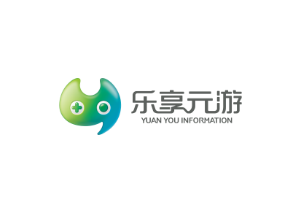 乐享元游
YUAN YOU INFORMATION